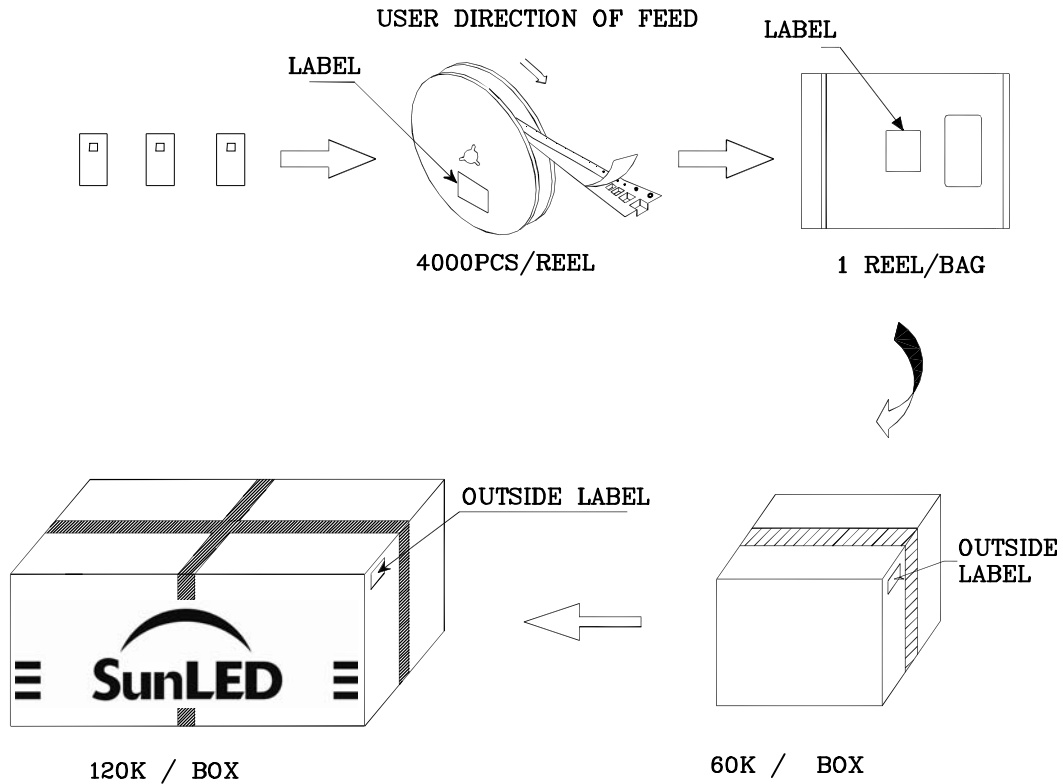 USER DIRECTION OF FEED
LABEL
LABEL
4000PCS/REEL
1 REEL/BAG
OUTSIDE LABEL
OUTSIDE
LABEL
SunLED
120K / BOX
60K / BOX